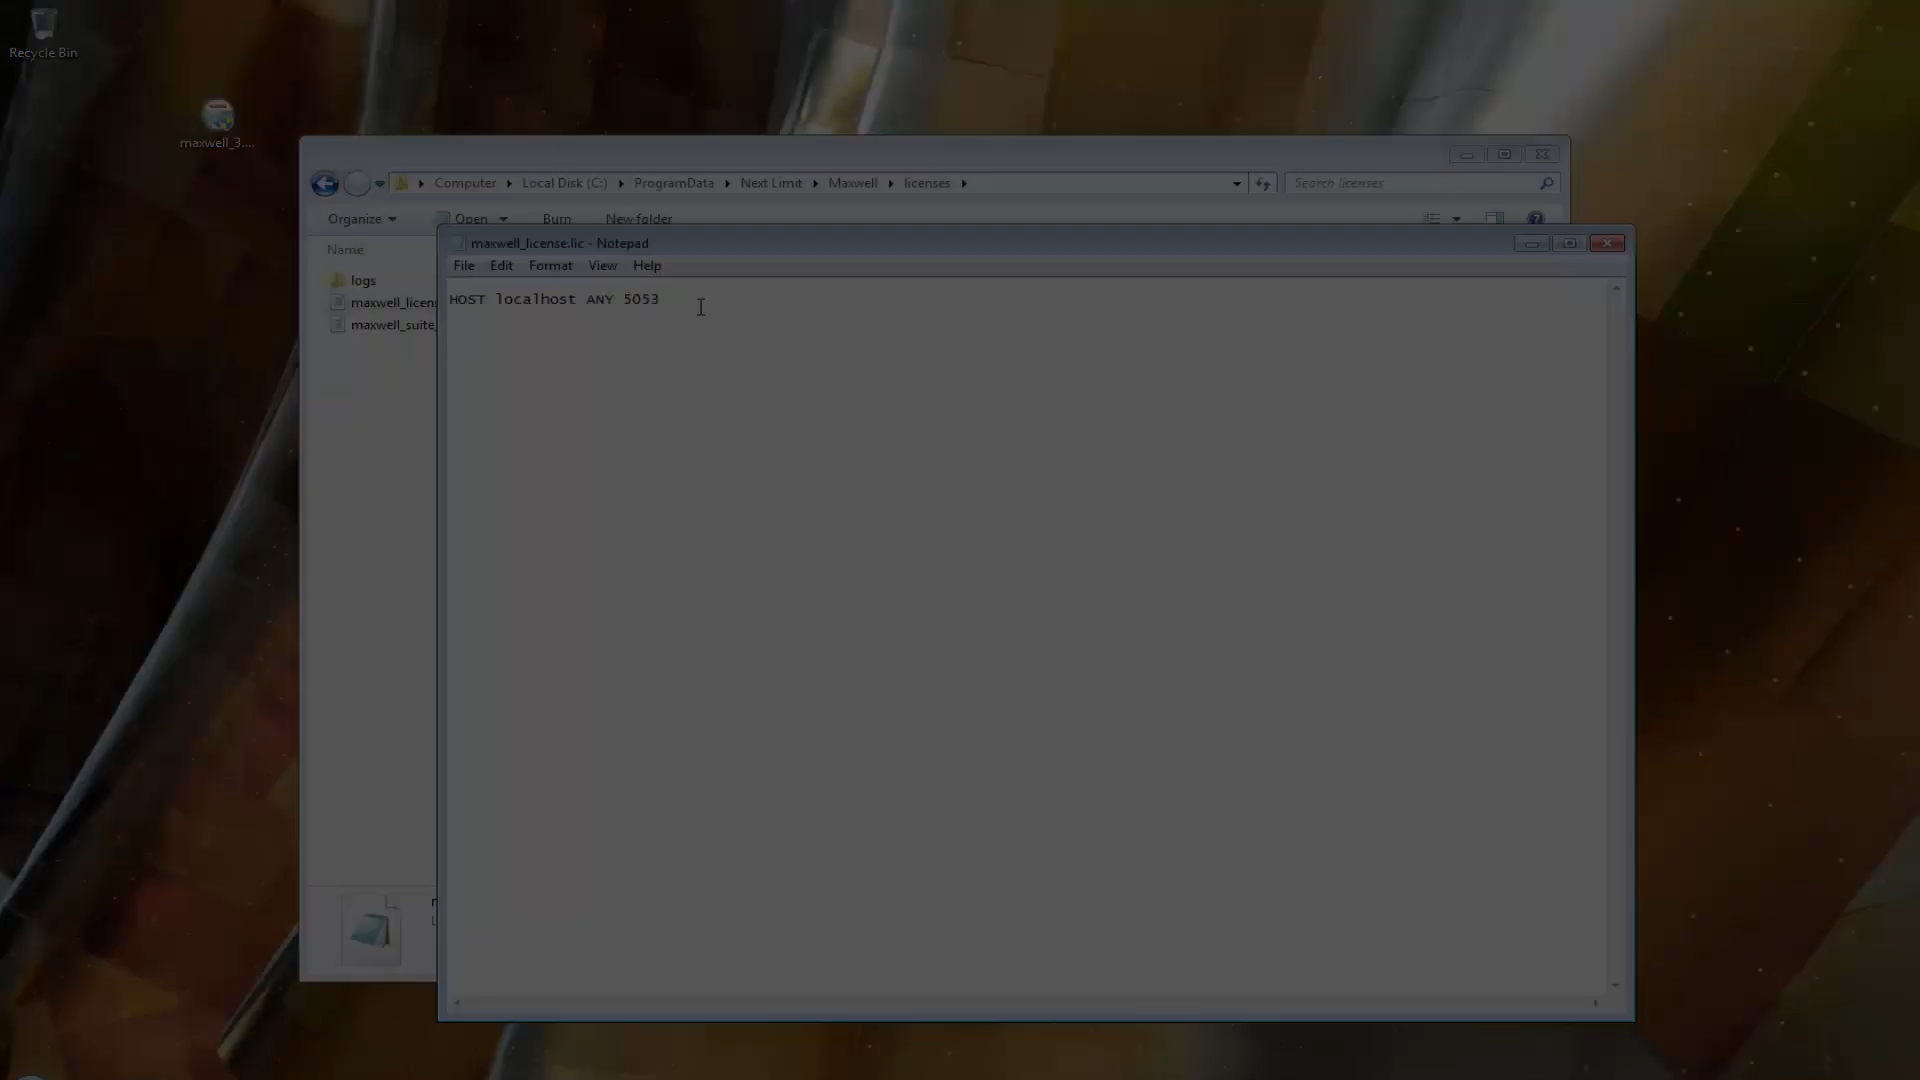 Recycle Bin
maxwell_3....
Computer
Local Disk (C:)
ProgramData
Next Limit
Maxwell
licenses
Search licenses
Organize
Open
Burn
New folder
Name
logs
maxwell_licens
maxwell_suite_
maxwell_license.lic - Notepad
File Edit Format View Help
HOST localhost ANY 5053